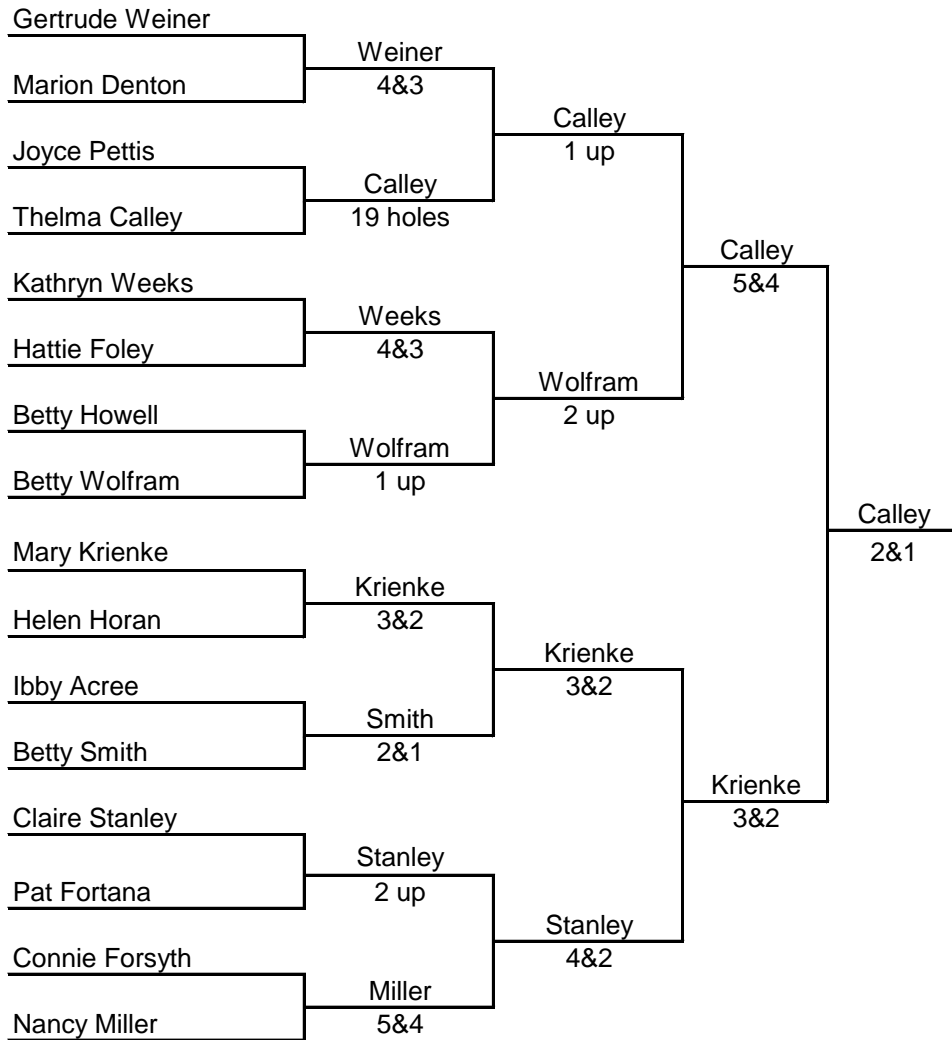 Gertrude Weiner
Weiner
Marion Denton
4&3
Calley
1 up
Joyce Pettis
Calley
Thelma Calley
19 holes
Calley
5&4
Kathryn Weeks
Weeks
Hattie Foley
4&3
Wolfram
2 up
Betty Howell
Wolfram
Betty Wolfram
1 up
Calley
2&1
Mary Krienke
Krienke
Helen Horan
3&2
Krienke
3&2
Ibby Acree
Smith
Betty Smith
2&1
Krienke
3&2
Claire Stanley
Stanley
Pat Fortana
2 up
Stanley
4&2
Connie Forsyth
Miller
Nancy Miller
5&4